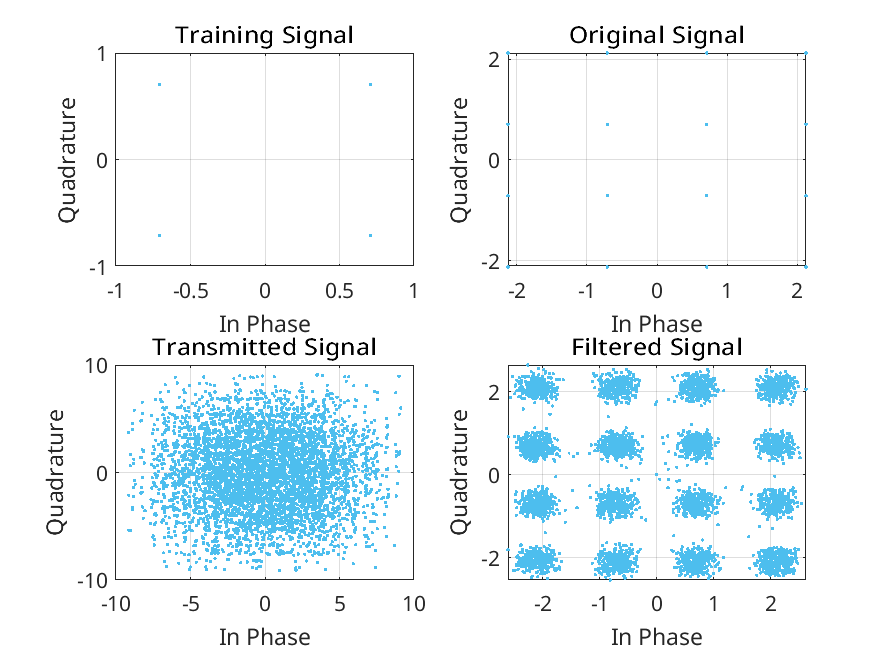 Training Signal
1
0
-1
Quadrature
-1 -0.5 0 0.5 1
In Phase
Original Signal
2
0
-2
Quadrature
-2 -1 0 1 2
In Phase
Transmitted Signal
10
0
-10
Quadrature
-10 -5 0 5 10
In Phase
Filtered Signal
2
0
-2
Quadrature
-2 -1 0 1 2
In Phase